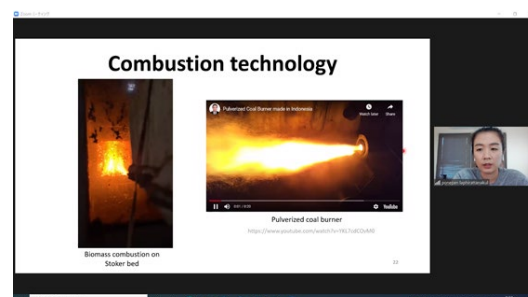 Combustion technology
Pulverized Coal Burner made in Indonesia
Watch later
Share
YouTube
Pulverized coal burner
Biomass combustion on
Stoker bed